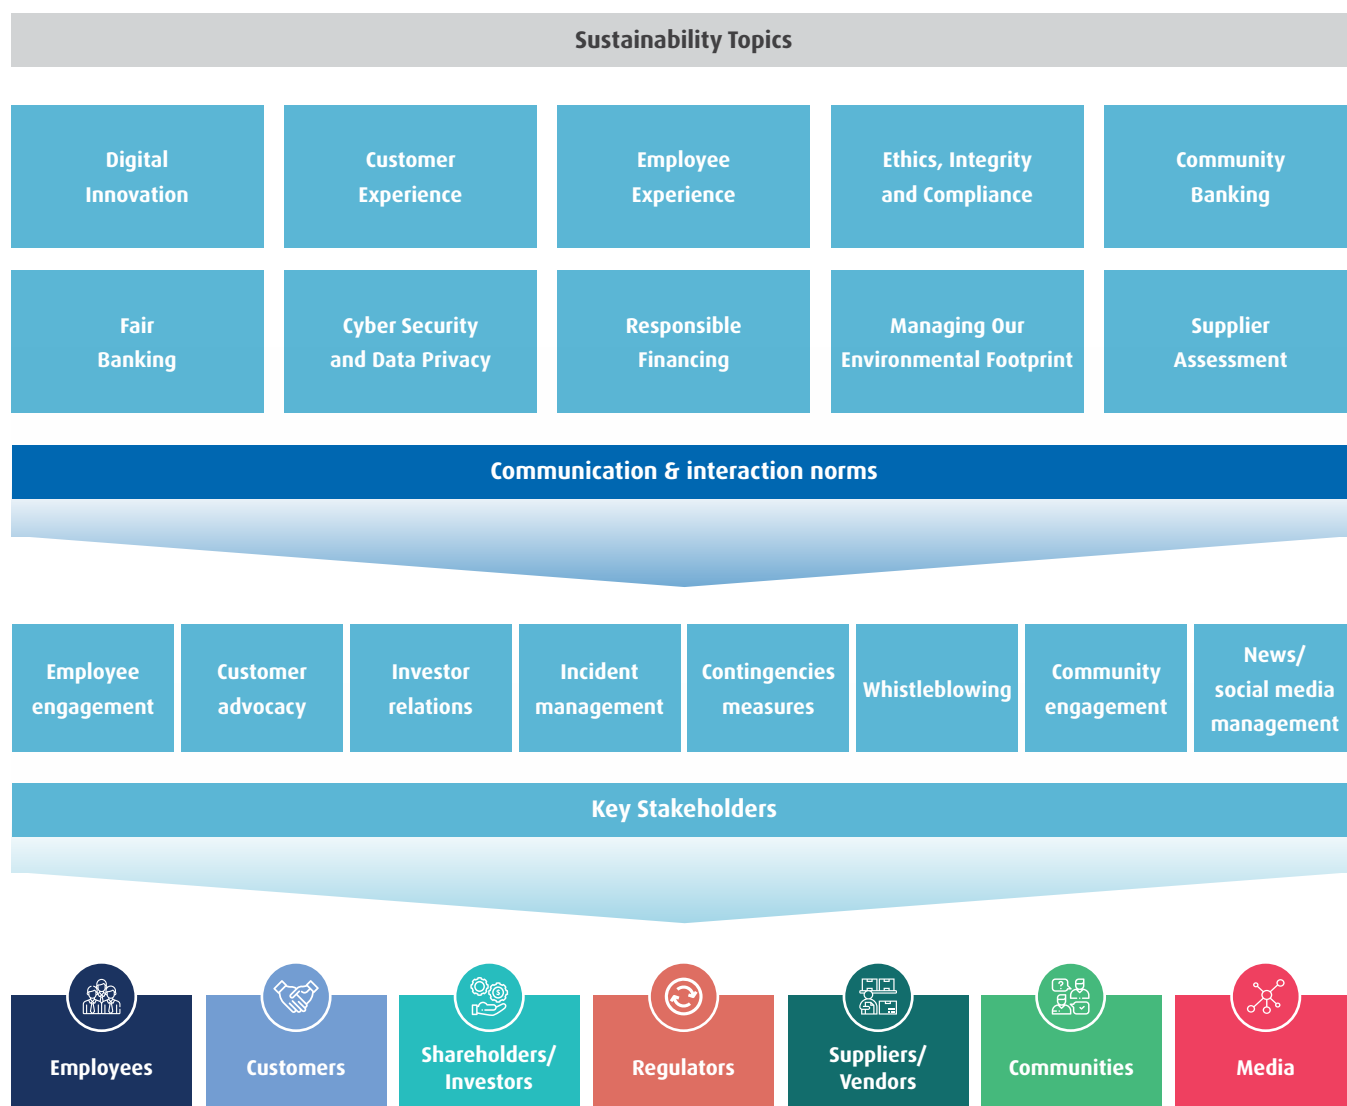 Sustainability Topics
Digital
Innovation
Customer
Experience
Employee
Experience
Ethics, Integrity
and Compliance
Community
Banking
Fair
Banking
Cyber Security
and Data Privacy
Responsible
Financing
Managing Our
Environmental Footprint
Supplier
Assessment
Communication & interaction norms
Employee
engagement
Customer
advocacy
Investor
relations
Incident
management
Contingencies
measures
Whistleblowing
Community
engagement
News/
social media
management
Key Stakeholders
Employees
Customers
Shareholders/
Investors
Regulators
Suppliers/
Vendors
Communities
Media